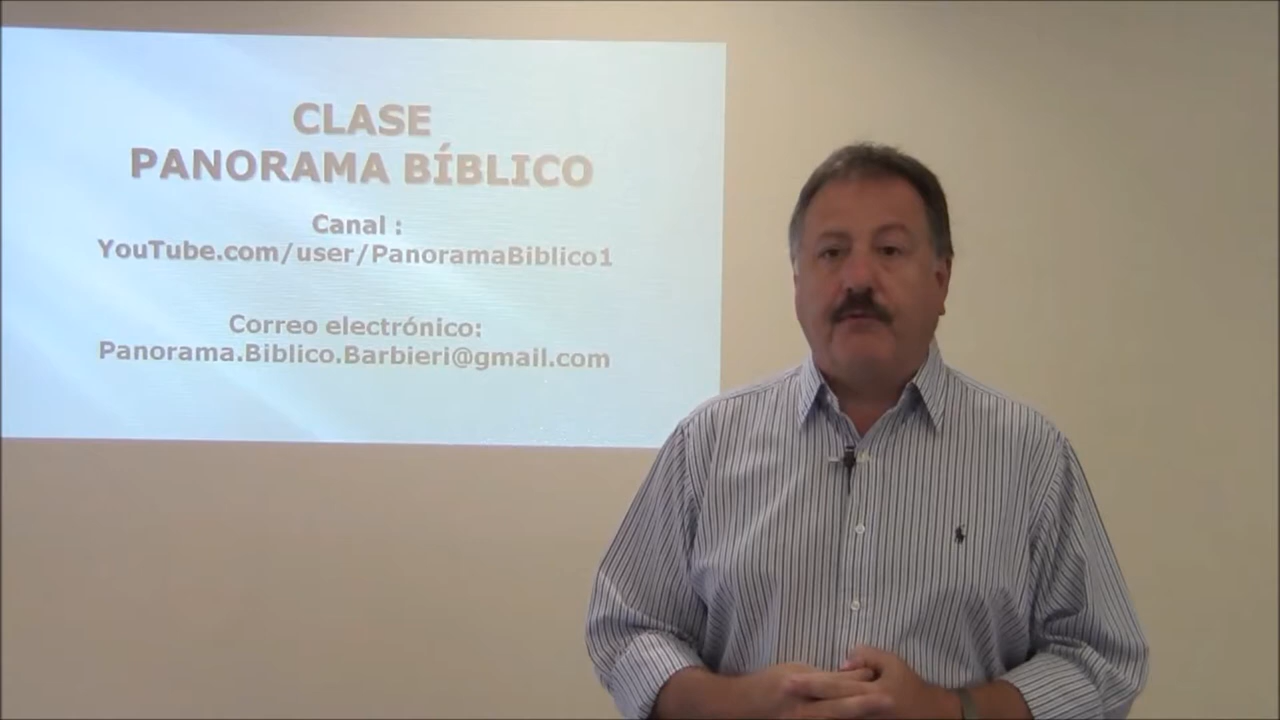 CLASE
PANORAMA BÍBLICO
Canal :
YouTube.com/user/PanoramaBiblico1
Correo electrónico:
Panorama.Biblico.Barbieri@gmail.com